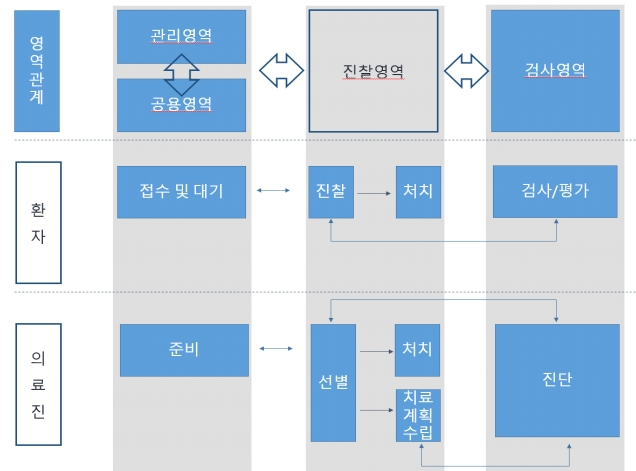 영역관계
관리영역
공용영역
진찰영역
검사영역
환자
접수 및 대기
진찰
처치
검사/평가
의료진
준비
선별
처치
치료
계획
수립
진단